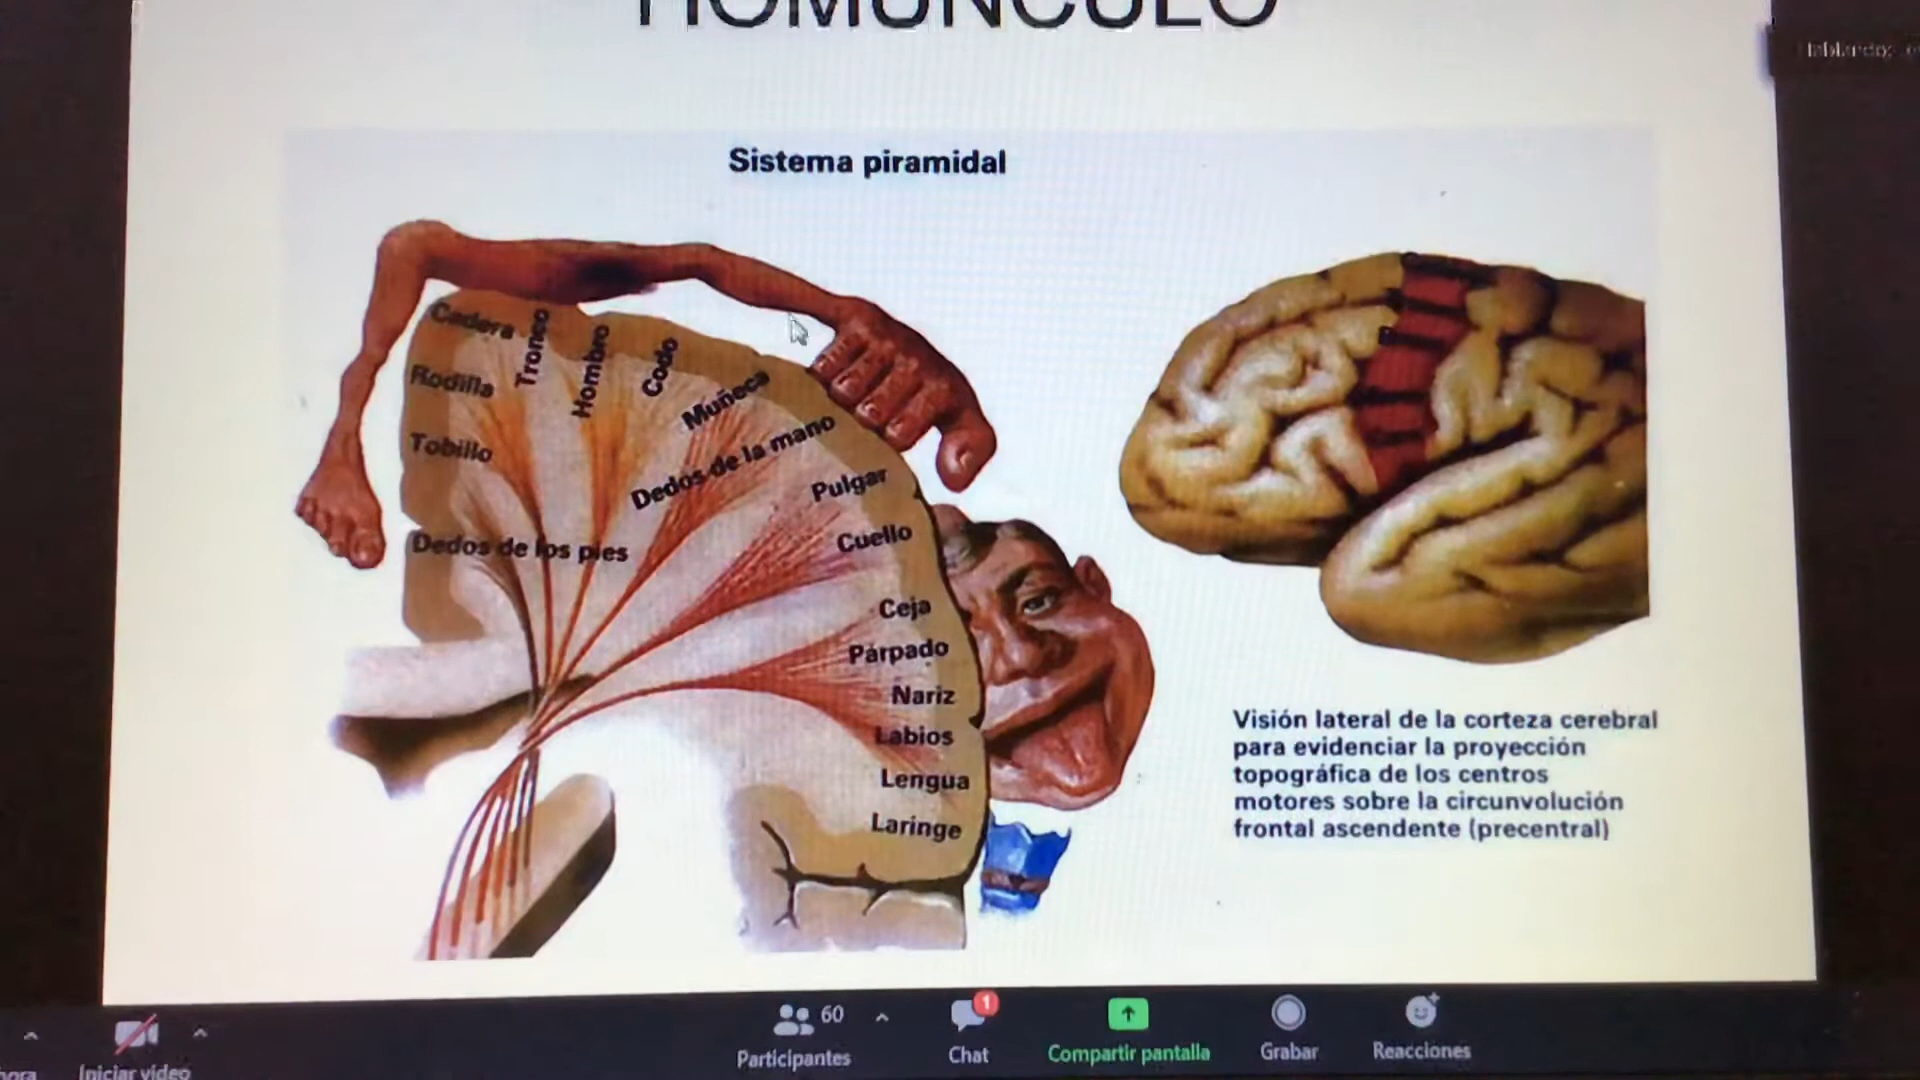 HOMÚNCULO
Sistema piramidal
Cadera
Tronco
Hombro
Codo
Muñeca
Rodilla
Dedos de la mano
Tobillo
Pulgar
Dedos de los pies
Cuello
Ceja
Párpado
Nariz
Labios
Lengua
Laringe
Visión lateral de la corteza cerebral
para evidenciar la proyección
topográfica de los centros
motores sobre la circunvolución
frontal ascendente (precentral)
Hablando:
60
1
Iniciar video
Participantes
Chat
Compartir pantalla
Grabar
Reacciones